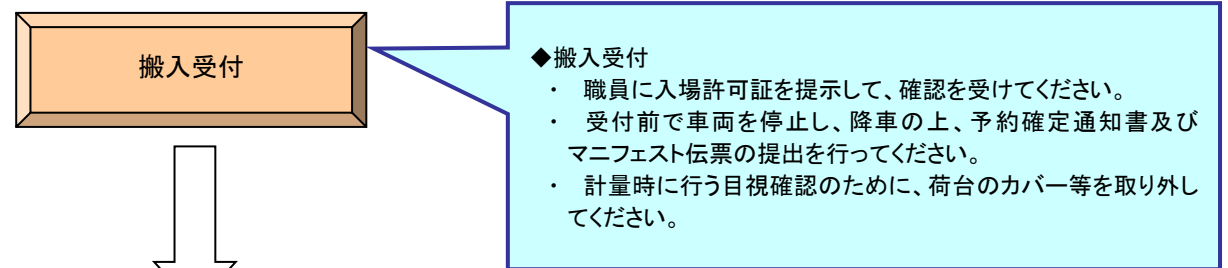 搬入受付
◆搬入受付
・ 職員に入場許可証を提示して、確認を受けてください。
・ 受付前で車両を停止し、降車の上、予約確定通知書及び
マニフェスト伝票の提出を行ってください。
・ 計量時に行う目視確認のために、荷台のカバー等を取り外し
てください。